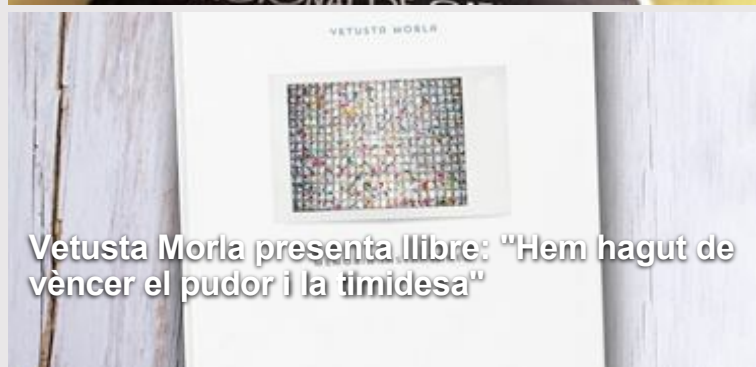 VETUSTA MORLA
Vetusta Morla presenta llibre: "Hem hagut de
vèncer el pudor i la timidesa"